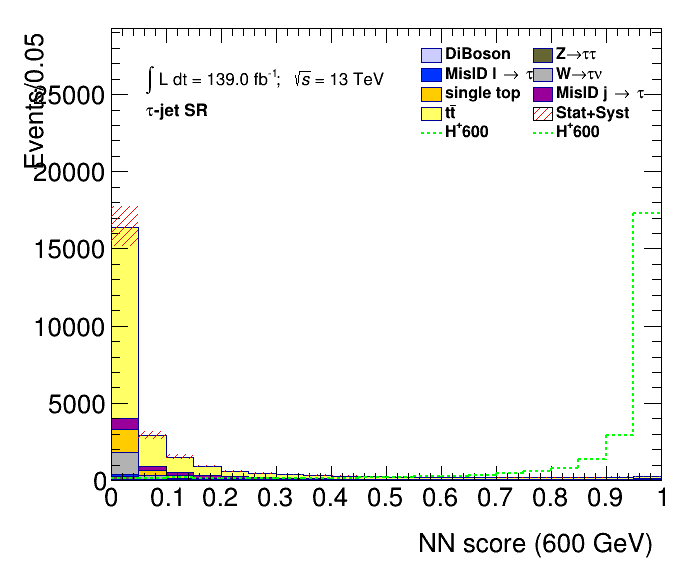 Events/0.05
∫ L dt = 139.0 fb⁻¹; √s = 13 TeV
τ-jet SR
DiBoson
MisID l → τ
single top
tt̄
H⁺600
Z→ττ
W→τν
MisID j → τ
Stat+Syst
H⁺600
25000
20000
15000
10000
5000
0
0 0.1 0.2 0.3 0.4 0.5 0.6 0.7 0.8 0.9 1
NN score (600 GeV)